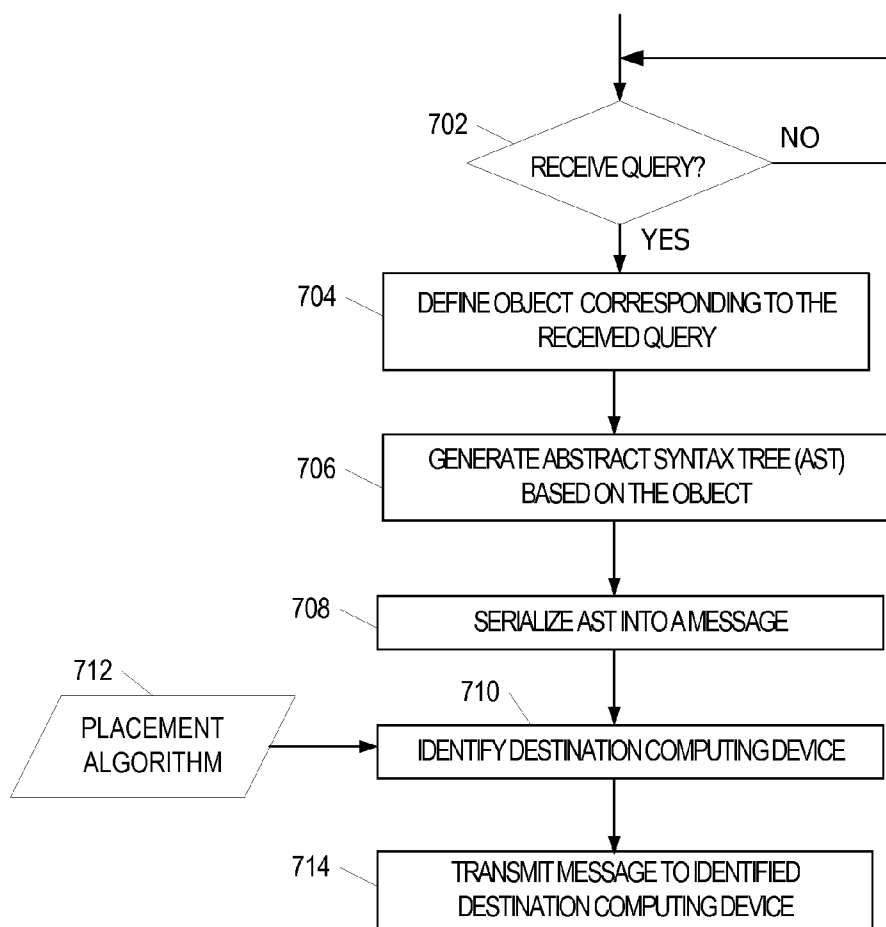 702
NO
RECEIVE QUERY?
YES
704
DEFINE OBJECT CORRESPONDING TO THE
RECEIVED QUERY
706
GENERATE ABSTRACT SYNTAX TREE (AST)
BASED ON THE OBJECT
708
SERIALIZE AST INTO A MESSAGE
712
710
PLACEMENT
ALGORITHM
IDENTIFY DESTINATION COMPUTING DEVICE
714
TRANSMIT MESSAGE TO IDENTIFIED
DESTINATION COMPUTING DEVICE